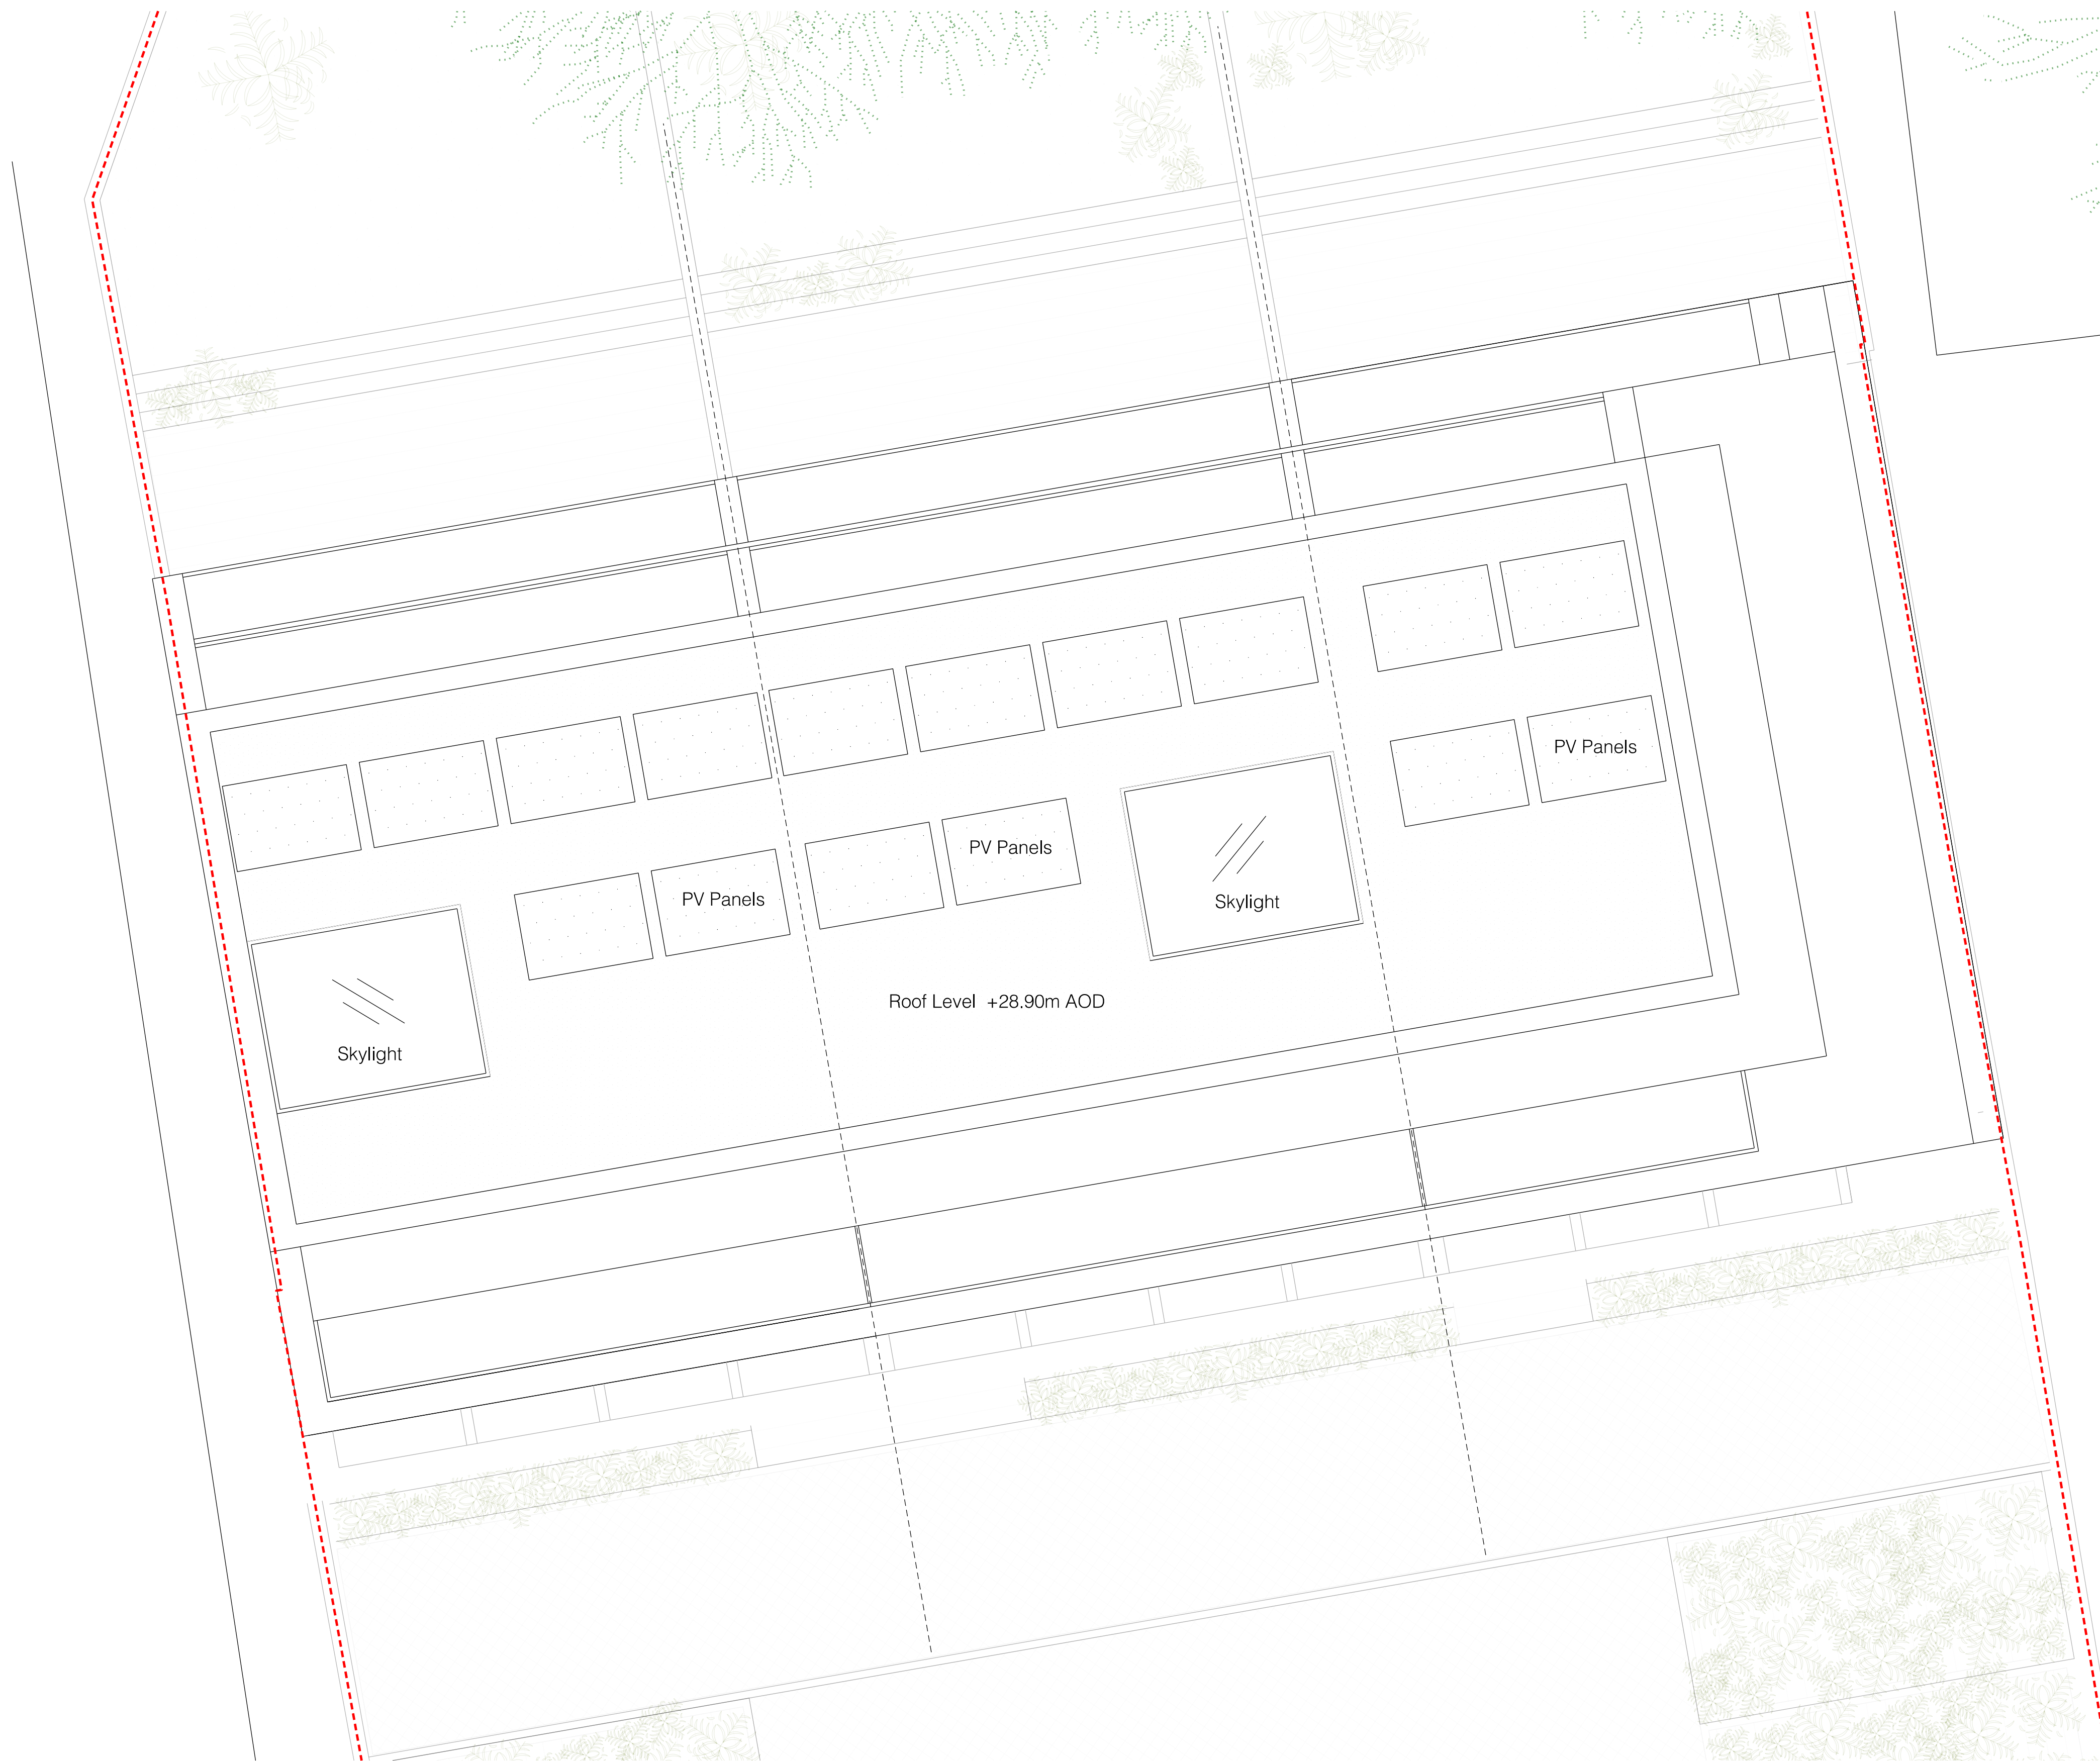 PV Panels
PV Panels
PV Panels
Skylight
Roof Level +28.90m AOD
Skylight